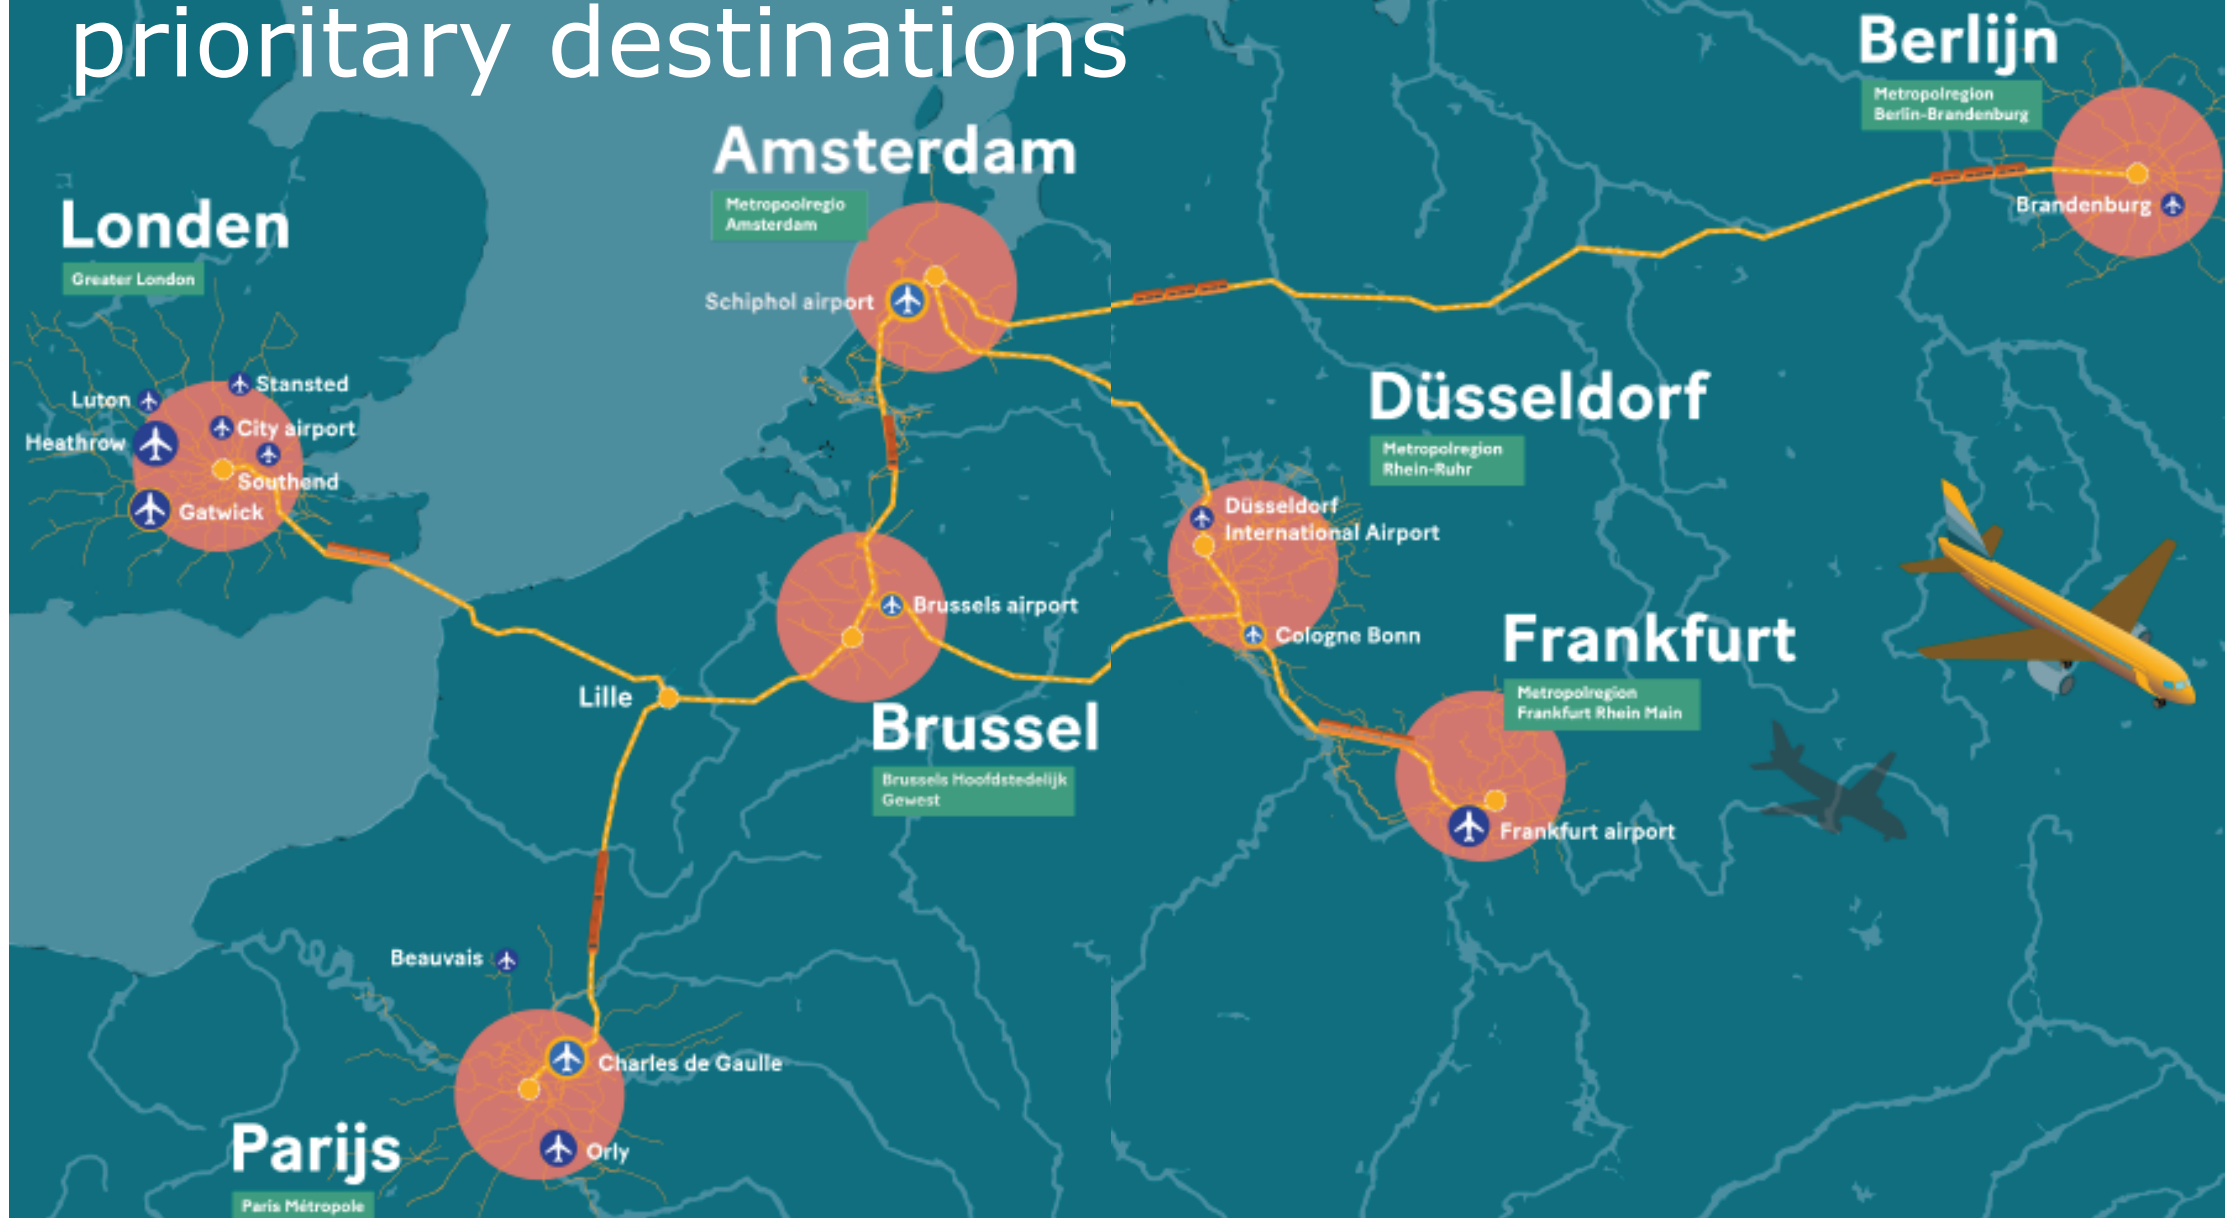 prioritary destinations
Berlijn
Metropolregion
Berlin-Brandenburg
Brandenburg
Amsterdam
Metropoolregio
Amsterdam
Schiphol airport
Londen
Greater London
Stansted
Luton
City airport
Heathrow
Southend
Gatwick
Düsseldorf
Metropolregion
Rhein-Ruhr
Düsseldorf
International Airport
Brussels airport
Cologne Bonn
Frankfurt
Metropolregion
Frankfurt Rhein Main
Frankfurt airport
Lille
Brussel
Brussels Hoofdstedelijk
Gewest
Beauvais
Charles de Gaulle
Orly
Parijs
Paris Métropole